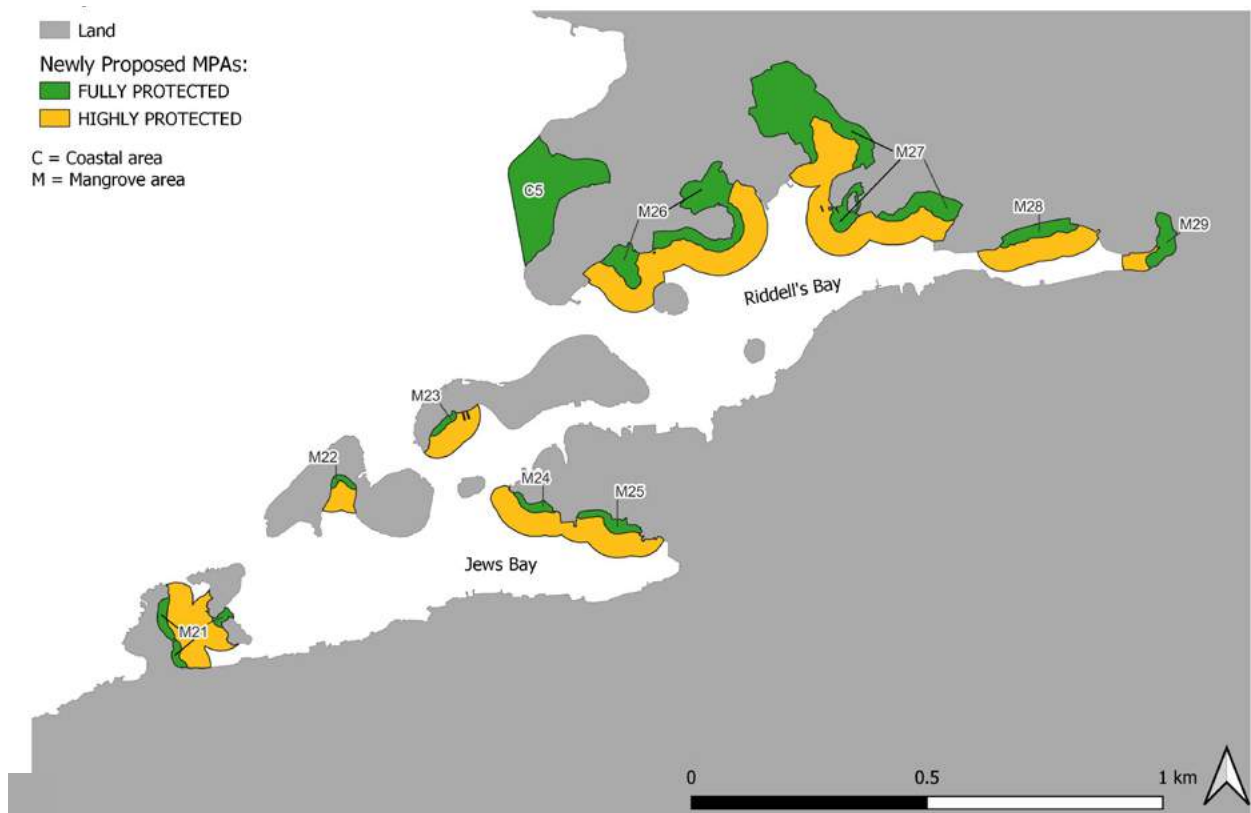 Land
Newly Proposed MPAs:
FULLY PROTECTED
HIGHLY PROTECTED
C = Coastal area
M = Mangrove area
C5
M26
M27
M28
M29
Riddell's Bay
M23
M22
M24
M25
Jews Bay
M21
0 0.5 1 km